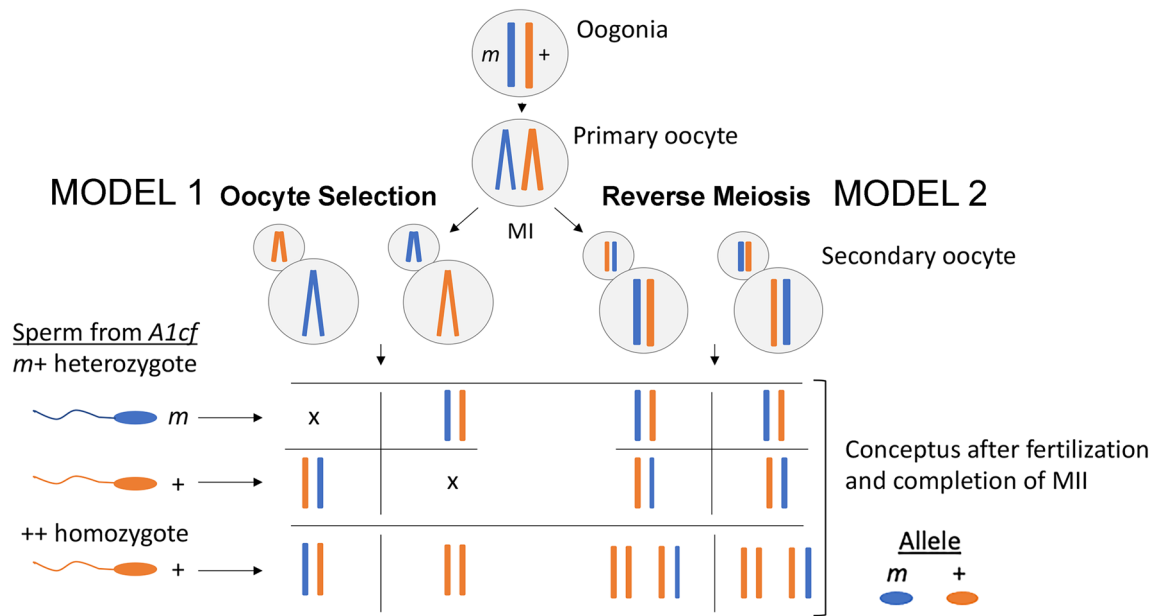 Oogonia
m +
Primary oocyte
MODEL 1 Oocyte Selection Reverse Meiosis MODEL 2
MI
Secondary oocyte
Sperm from A1cf
m+ heterozygote
m x
+ x
Conceptus after fertilization
and completion of MII
++ homozygote
+
Allele
m +